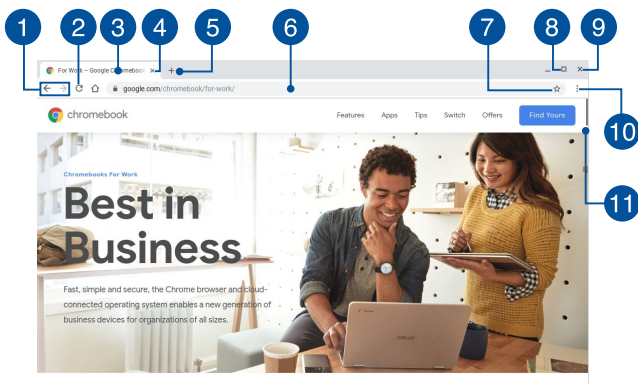 1 2 3 4 5 6 7 8 9
For Work – Google Chromeboo
google.com/chromebook/for-work/
10
chromebook Features Apps Tips Switch Offers Find Yours
11
Chromebooks For Work
Best in
Business
Fast, simple and secure, the Chrome browser and cloud-
connected operating system enables a new generation of
business devices for organizations of all sizes.
ASUS